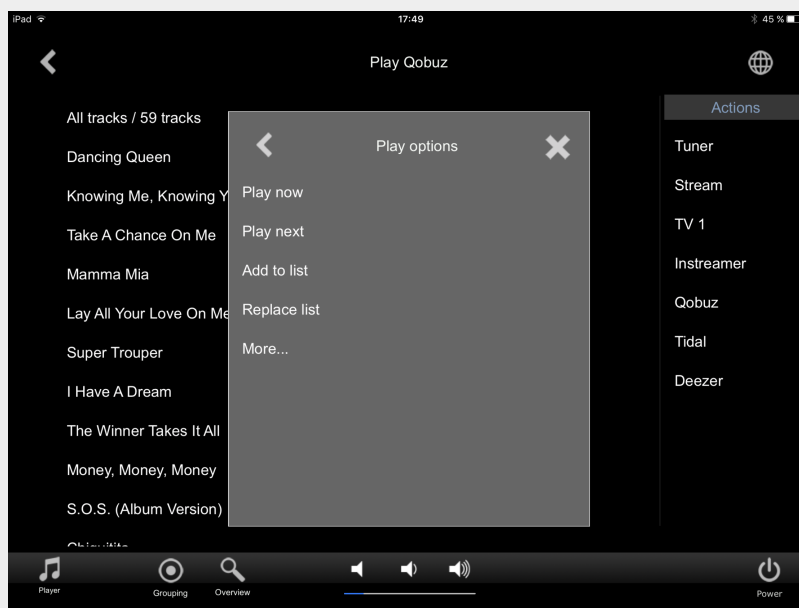 iPad 17:49 45 %
Play Qobuz
Actions
All tracks / 59 tracks
Dancing Queen
Knowing Me, Knowing Y
Take A Chance On Me
Mamma Mia
Lay All Your Love On Me
Super Trouper
I Have A Dream
The Winner Takes It All
Money, Money, Money
S.O.S. (Album Version)
Chiquitita
Play options
Play now
Play next
Add to list
Replace list
More...
Tuner
Stream
TV 1
Instreamer
Qobuz
Tidal
Deezer
Player
Grouping
Overview
Power